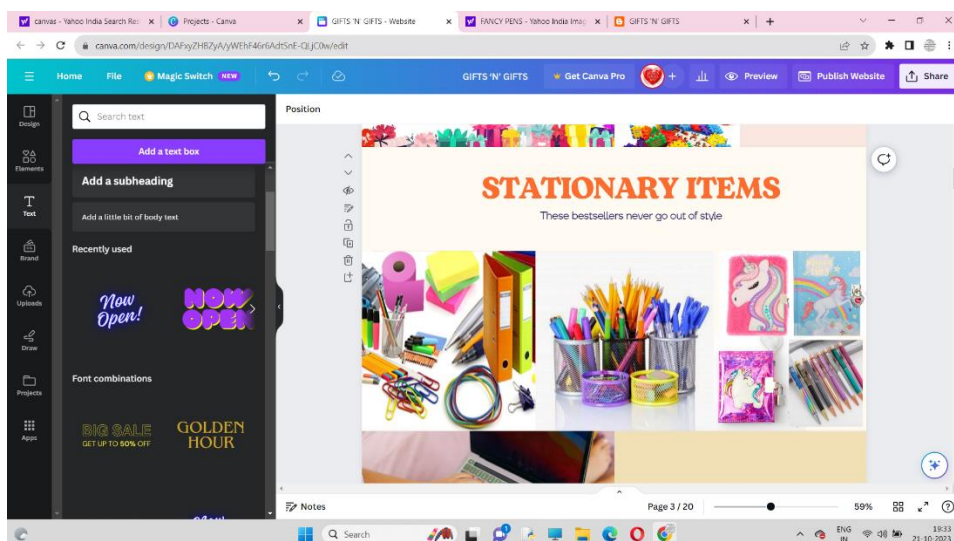 canvas - Yahoo India Search Res
Projects - Canva
GIFTS 'N' GIFTS - Website
FANCY PENS - Yahoo India Imag
GIFTS 'N' GIFTS
canva.com/design/DAFxyZHBZyA/yWEhF46r6AdtSnE-QLjC0w/edit
Home
File
Magic Switch NEW
GIFTS 'N' GIFTS
Get Canva Pro
Preview
Publish Website
Share
Design
Elements
Text
Brand
Uploads
Draw
Projects
Apps
Search text
Add a text box
Add a subheading
Add a little bit of body text
Recently used
Now
Open!
NOW
OPEN
Font combinations
BIG SALE
GET UP TO 50% OFF
GOLDEN
HOUR
Position
STATIONARY ITEMS
These bestsellers never go out of style
Notes
Page 3 / 20
59%
Search
ENG
IN
19:33
21-10-2023